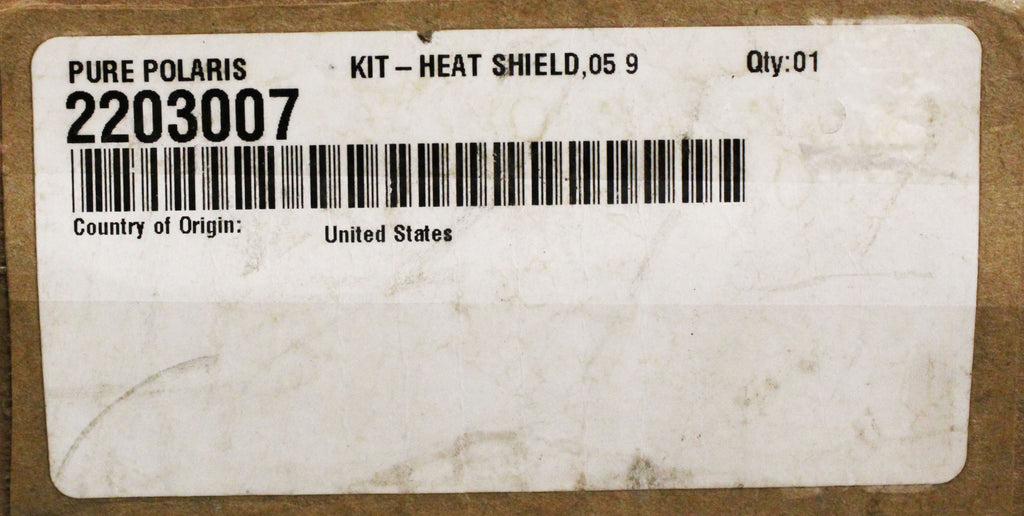 PURE POLARIS KIT – HEAT SHIELD,05 9 Qty:01
2203007
Country of Origin: United States